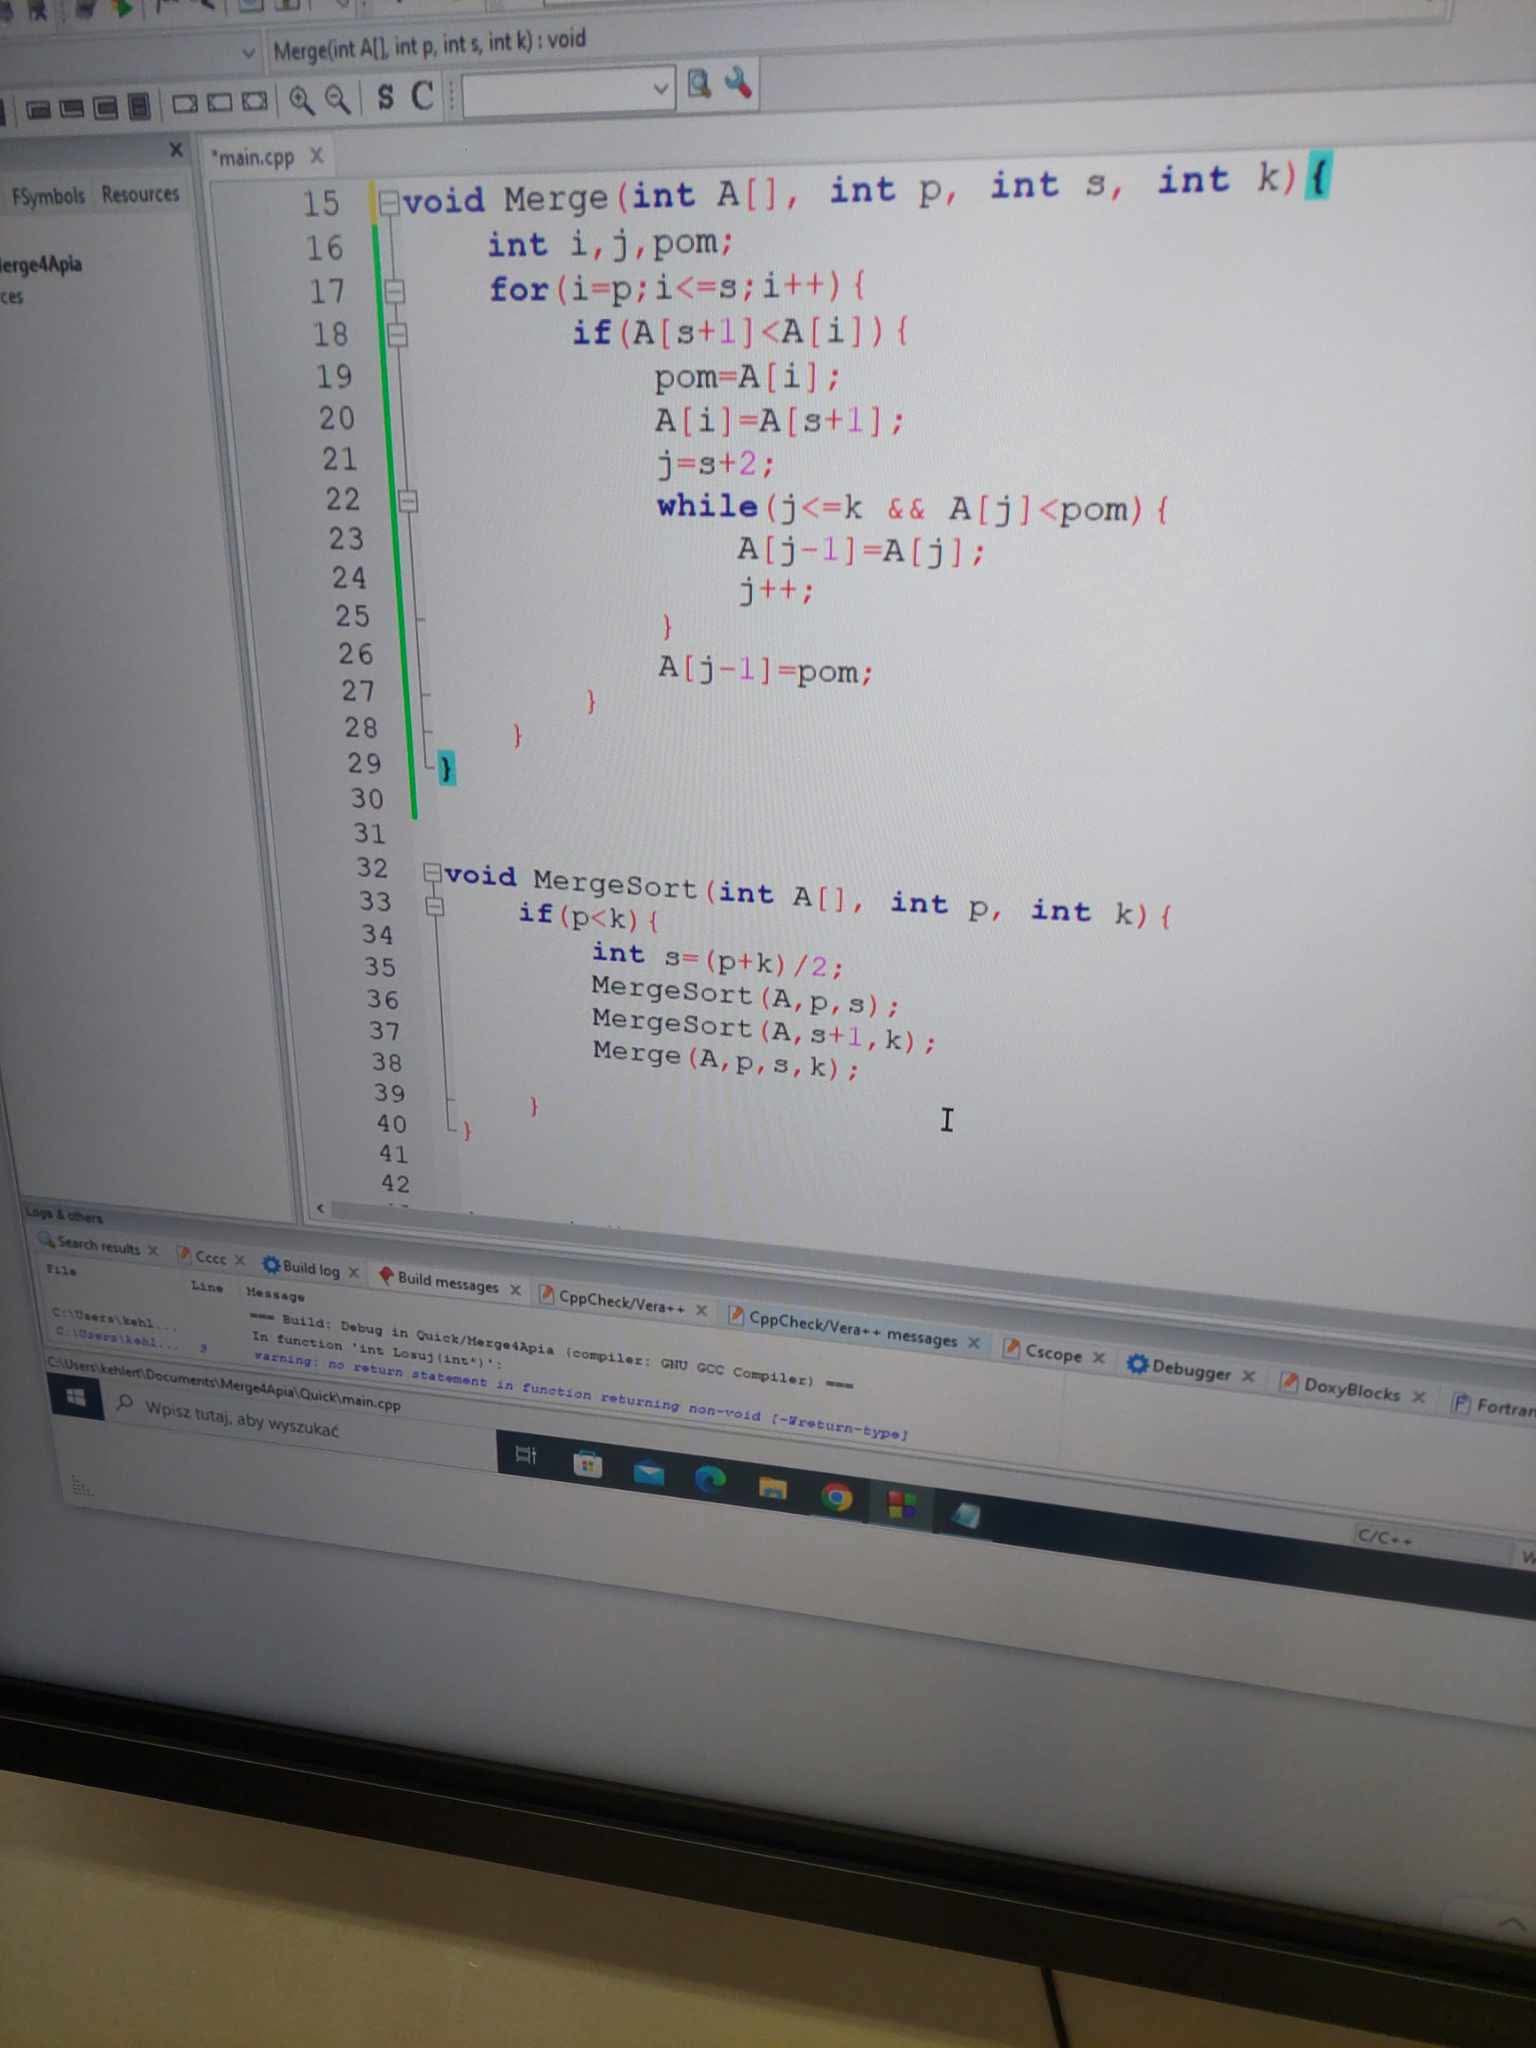 Merge(int A[], int p, int s, int k) : void
S C
*main.cpp X
FSymbols Resources
erge4Apia
ces
15 void Merge(int A[], int p, int s, int k){
16 int i,j,pom;
17 for(i=p;i<=s;i++){
18 if(A[s+1]<A[i]){
19 pom=A[i];
20 A[i]=A[s+1];
21 j=s+2;
22 while(j<=k && A[j]<pom){
23 A[j-1]=A[j];
24 j++;
25 }
26 A[j-1]=pom;
27 }
28 }
29 }
30
31
32 void MergeSort(int A[], int p, int k){
33 if(p<k){
34 int s=(p+k)/2;
35 MergeSort(A,p,s);
36 MergeSort(A,s+1,k);
37 Merge(A,p,s,k);
38
39 }
40 }
41
42
Logs & others
Search results X Cccc X Build log X Build messages X CppCheck/Vera++ X CppCheck/Vera++ messages X Cscope X Debugger X DoxyBlocks X Fortran
File Line Message
=== Build: Debug in Quick/Merge4Apia (compiler: GNU GCC Compiler) ===
C:\Users\kehl... In function 'int Losuj(int*)':
C:\Users\kehl... 9 warning: no return statement in function returning non-void [-Wreturn-type]
C:\Users\kehlert\Documents\Merge4Apia\Quick\main.cpp
C/C++
Wpisz tutaj, aby wyszukać